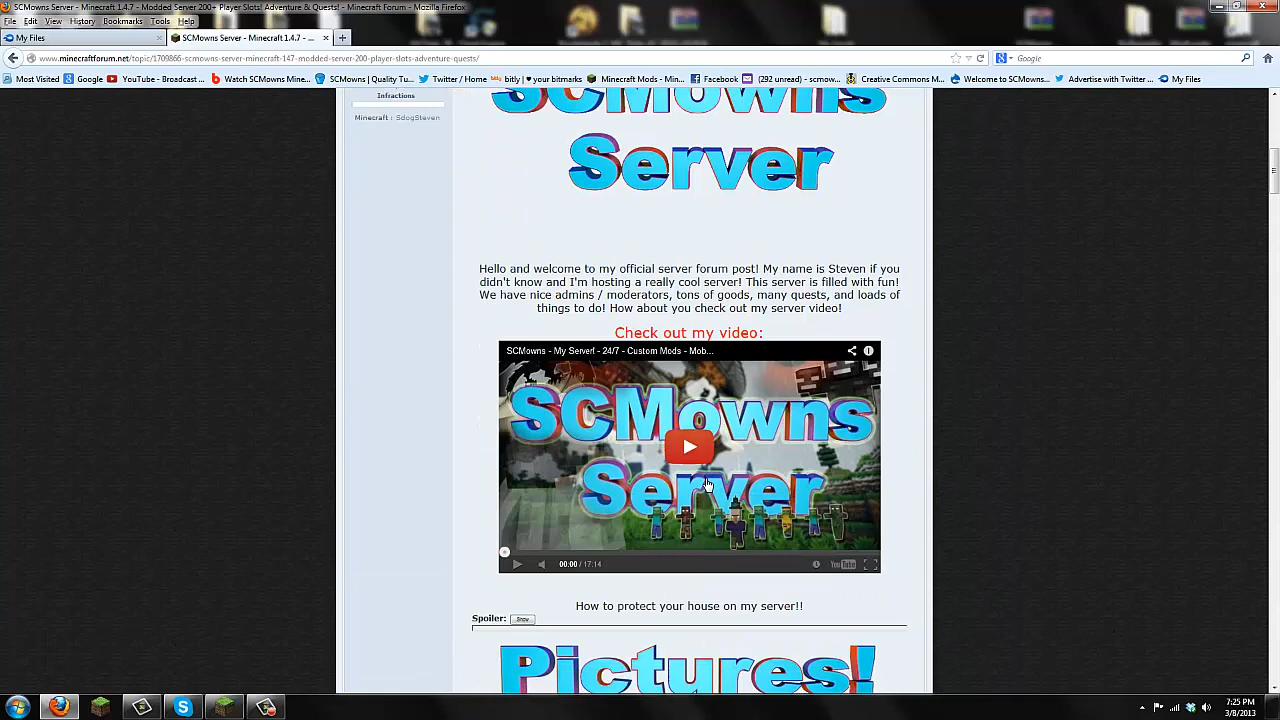 SCMowns Server - Minecraft 1.4.7 - Modded Server 200+ Player Slots! Adventure & Quests! - Minecraft Forum - Mozilla Firefox
File Edit View History Bookmarks Tools Help
My Files
SCMowns Server - Minecraft 1.4.7 - ...
www.minecraftforum.net/topic/1709866-scmowns-server-minecraft-147-modded-server-200-player-slots-adventure-quests/
Google
Most Visited Google YouTube - Broadcast ... Watch SCMowns Mine... SCMowns | Quality Tu... Twitter / Home bitly | ♥ your bitmarks Minecraft Mods - Min... Facebook (292 unread) - scmow... Creative Commons M... Welcome to SCMowns... Advertise with Twitter ... My Files
Infractions
Minecraft : SdogSteven
SCMowns
Server
Hello and welcome to my official server forum post! My name is Steven if you
didn't know and I'm hosting a really cool server! This server is filled with fun!
We have nice admins / moderators, tons of goods, many quests, and loads of
things to do! How about you check out my server video!
Check out my video:
SCMowns - My Server! - 24/7 - Custom Mods - Mob...
SCMowns
Server
00:00 / 17:14
YouTube
How to protect your house on my server!!
Spoiler: Show
Pictures!
7:25 PM
3/8/2013